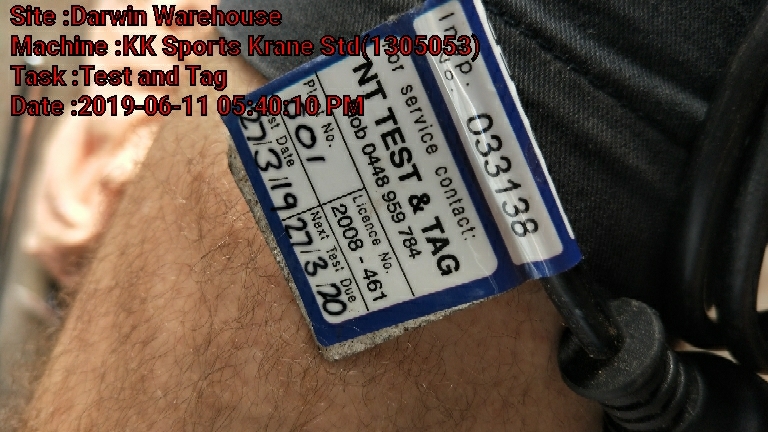 Site :Darwin Warehouse
Machine :KK Sports Krane Std(1305053)
Task :Test and Tag
Date :2019-06-11 05:40:10 PM
Insp. No.
033138
For service contact:
NT TEST & TAG
Mob 0448 959 784
No.
Licence No.
2008 - 461
Test Date
Next Test Due
27/3/19
27/3/20